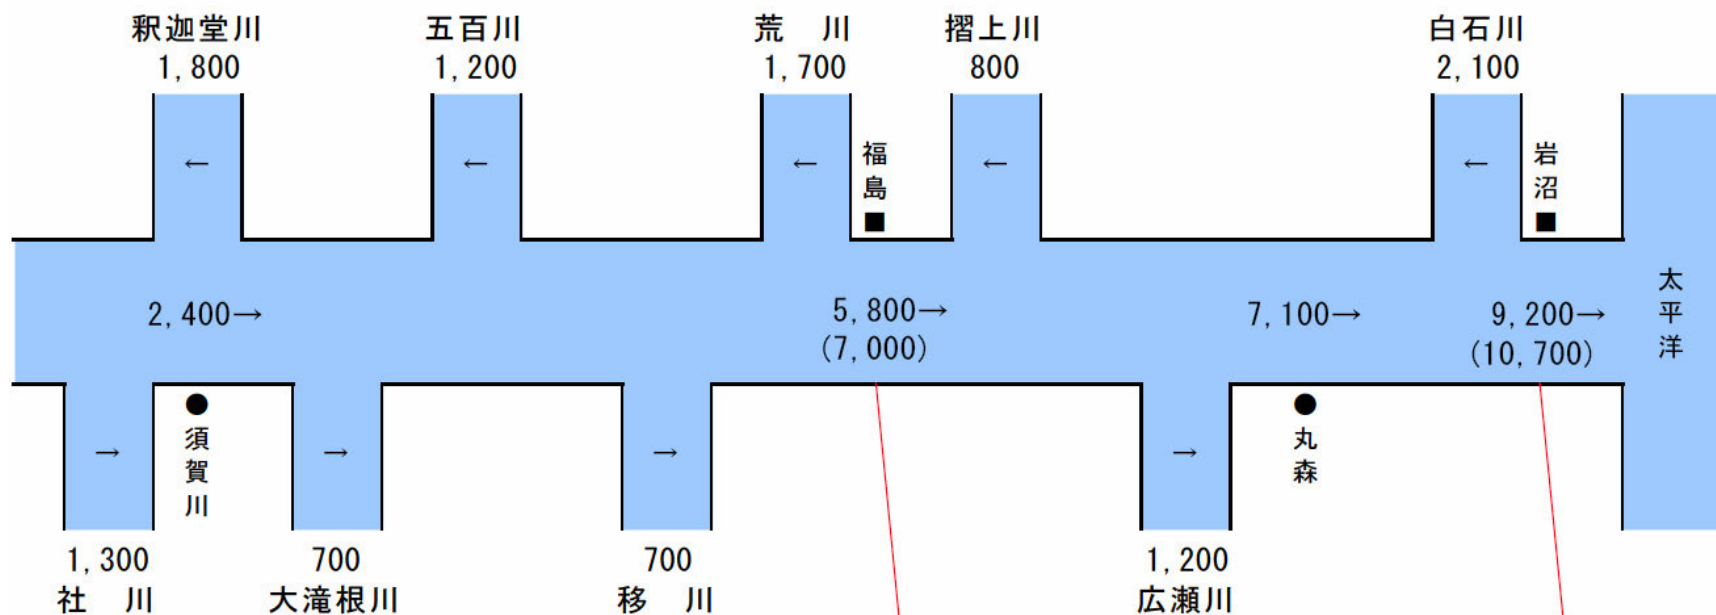 釈迦堂川
1,800
五百川
1,200
荒　川
1,700
摺上川
800
白石川
2,100
←
←
←
←
←
福島
■
岩沼
■
2,400→
5,800→
(7,000)
7,100→
9,200→
(10,700)
太平洋
●
須賀川
●
丸森
→
→
→
→
1,300
社　川
700
大滝根川
700
移　川
1,200
広瀬川